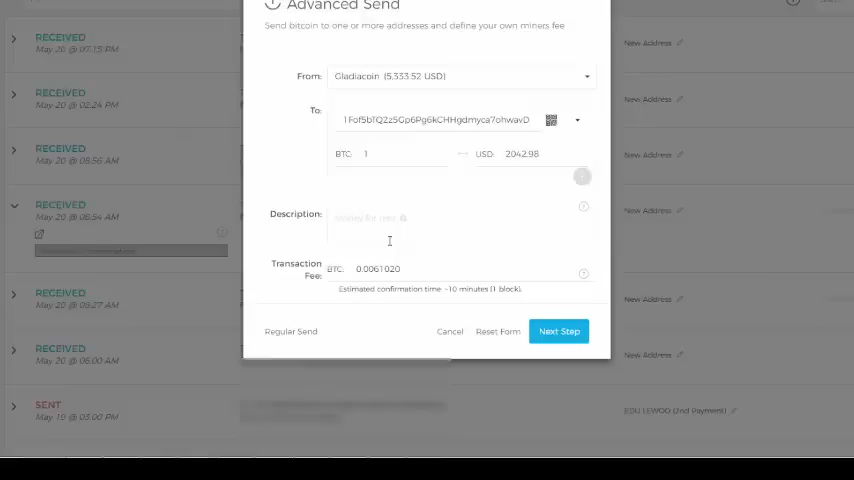 Advanced Send
Send bitcoin to one or more addresses and define your own miners fee
From: Gladiacoin (5,333.52 USD)
To: 1Fof5bTQ2z5Gp6Pg6kCHHgdmyca7ohwavD
BTC: 1 USD: 2042.98
Description:
Transaction
Fee: BTC: 0.0061020
Estimated confirmation time ~10 minutes (1 block).
Regular Send Cancel Reset Form Next Step
RECEIVED
May 20 @ 07:15 PM
New Address
RECEIVED
May 20 @ 02:24 PM
New Address
RECEIVED
May 20 @ 08:56 AM
New Address
RECEIVED
May 20 @ 06:54 AM
New Address
RECEIVED
May 20 @ 06:27 AM
New Address
RECEIVED
May 20 @ 06:00 AM
New Address
SENT
May 19 @ 03:00 PM
EDU LEWOO (2nd Payment)